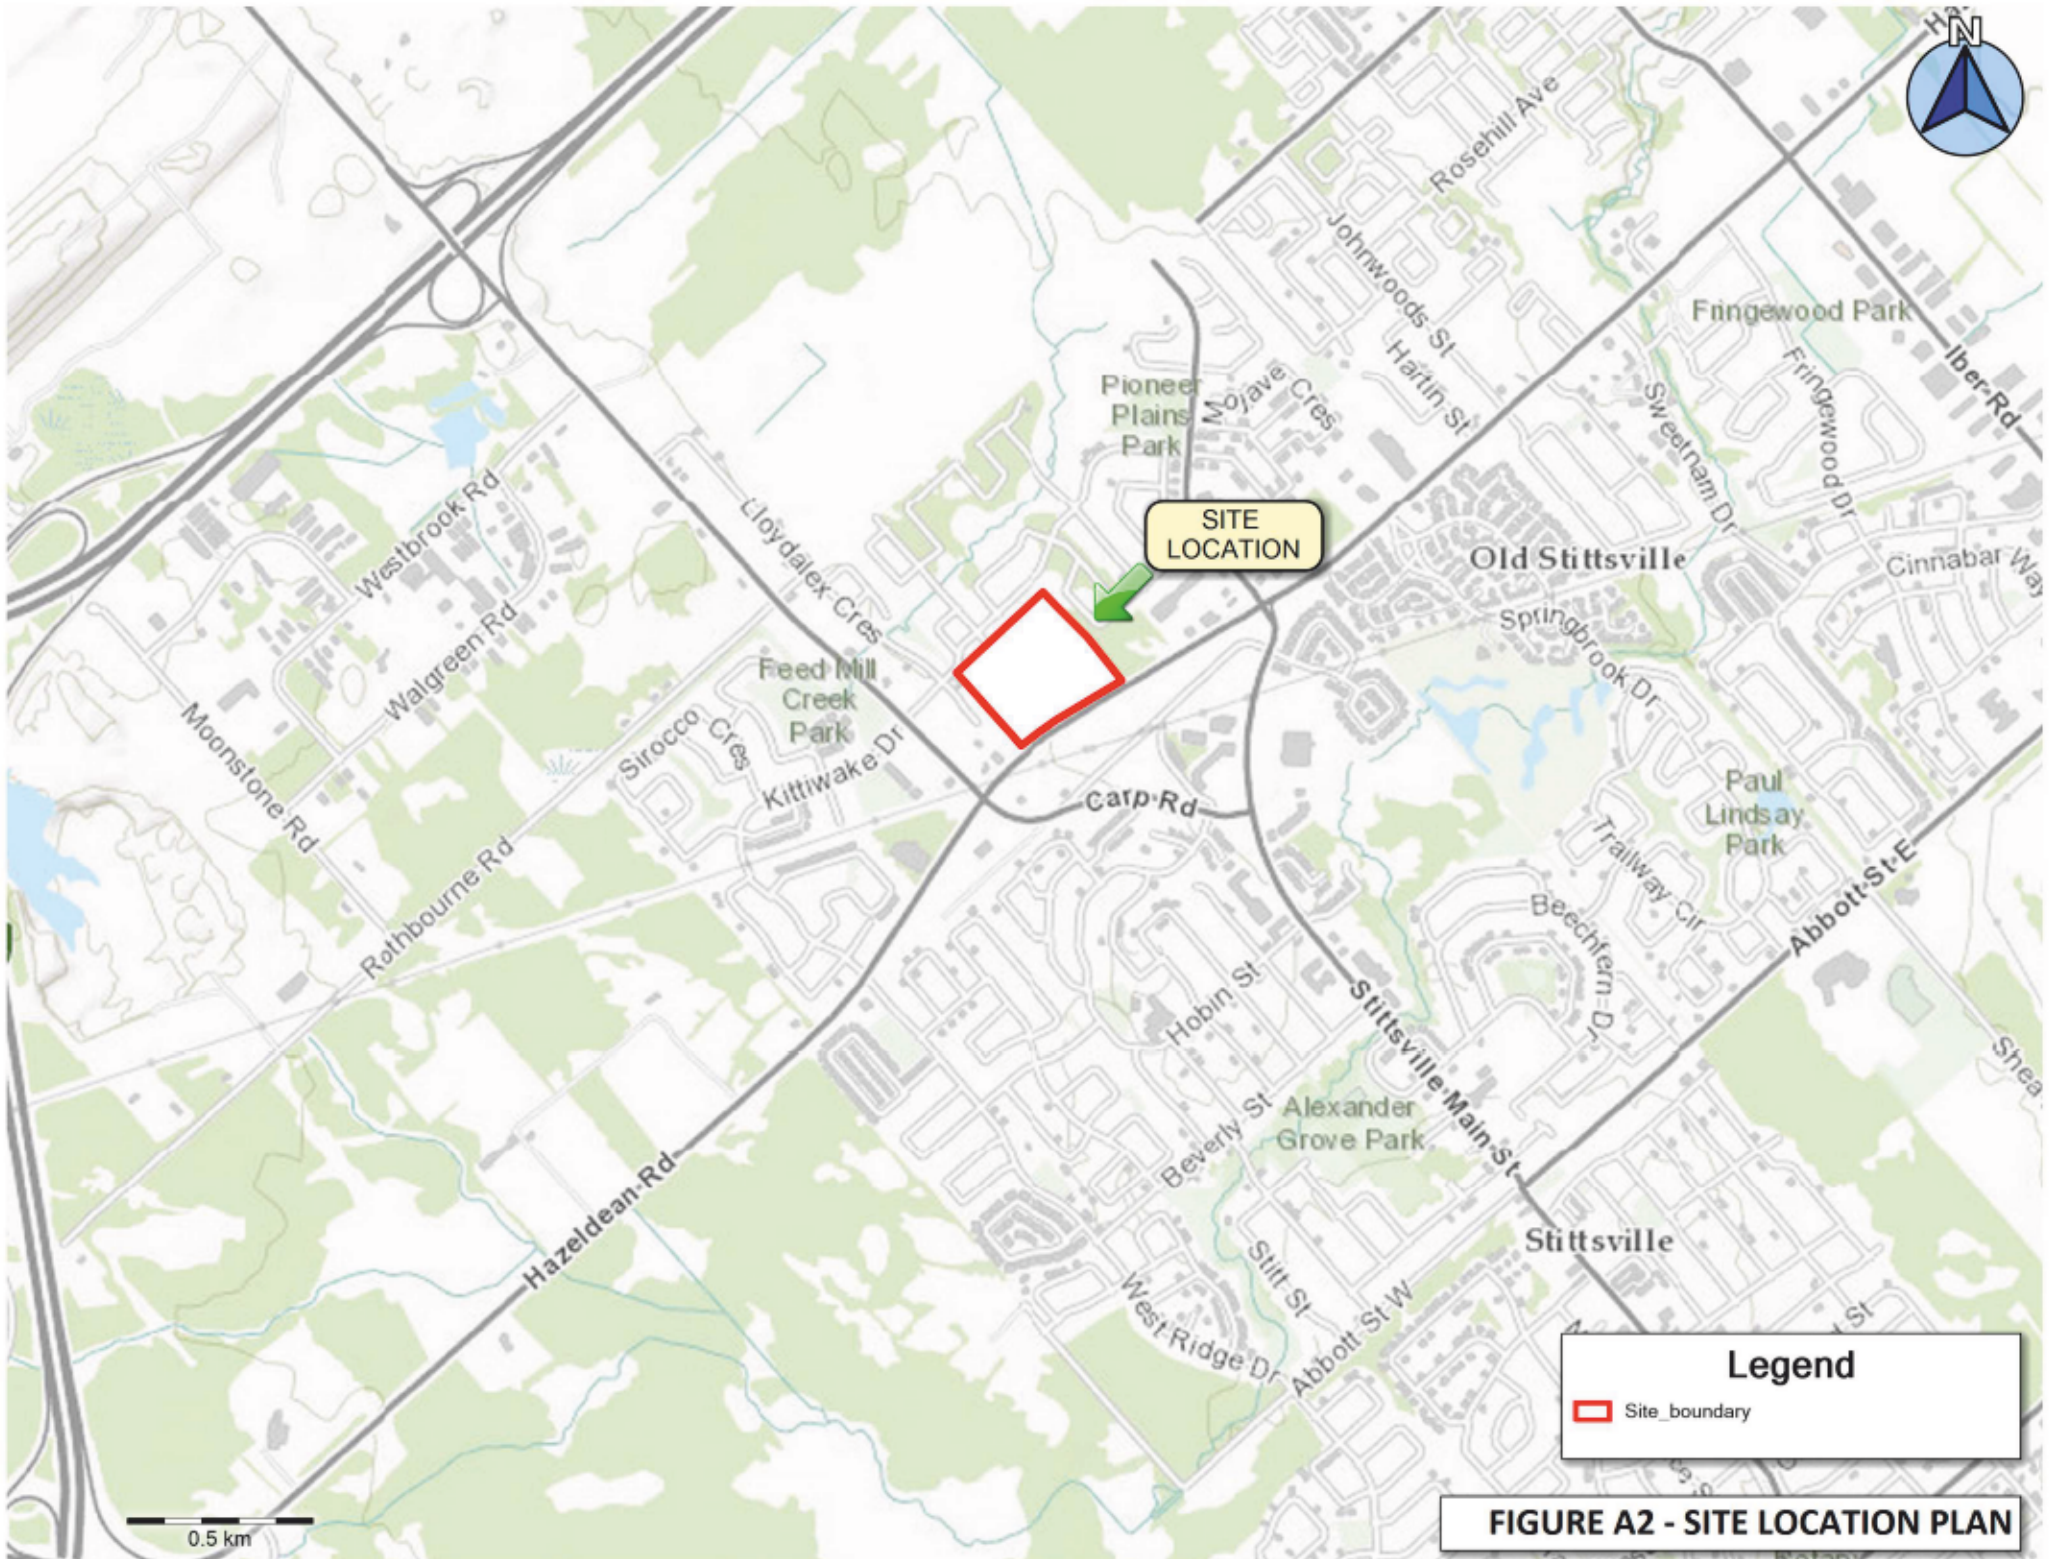 N
Rosehill Ave
Johnwoods St
Fringewood Park
Hartin St
Iber Rd
Fringewood Dr
Pioneer
Plains
Park
Mojave Cres
Sweetnam Dr
Westbrook Rd
Lloydalex Cres
SITE
LOCATION
Old Stittsville
Cinnabar Way
Springbrook Dr
Walgreen Rd
Feed Mill
Creek
Park
Moonstone Rd
Sirocco Cres
Kittiwake Dr
Carp Rd
Paul
Lindsay
Park
Trailway Cir
Abbott St E
Rothbourne Rd
Beechfern Dr
Hobin St
Stittsville Main St
Shea
Alexander
Grove Park
Beverly St
Hazeldean Rd
Stittsville
Stitt St
West Ridge Dr
Abbott St W
Legend
Site_boundary
0.5 km
FIGURE A2 - SITE LOCATION PLAN